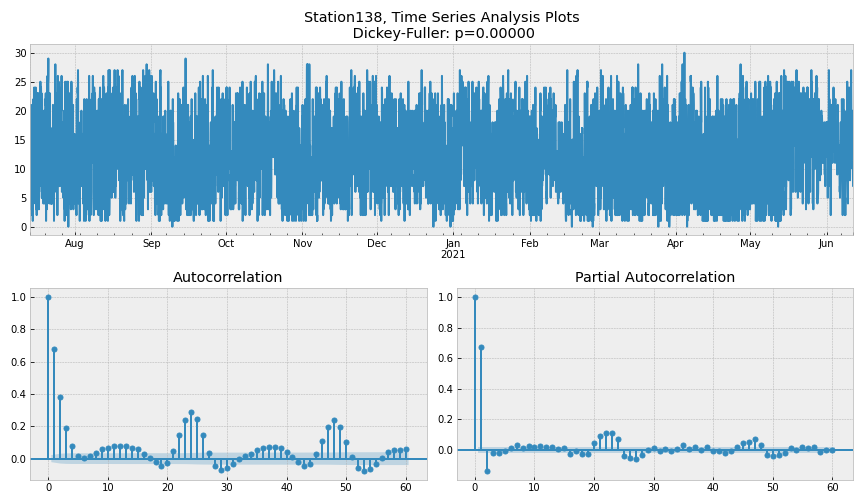 Station138, Time Series Analysis Plots
Dickey-Fuller: p=0.00000
30
25
20
15
10
5
0
Aug Sep Oct Nov Dec Jan Feb Mar Apr May Jun
2021
Autocorrelation
1.0
0.8
0.6
0.4
0.2
0.0
0 10 20 30 40 50 60
Partial Autocorrelation
1.0
0.8
0.6
0.4
0.2
0.0
0 10 20 30 40 50 60